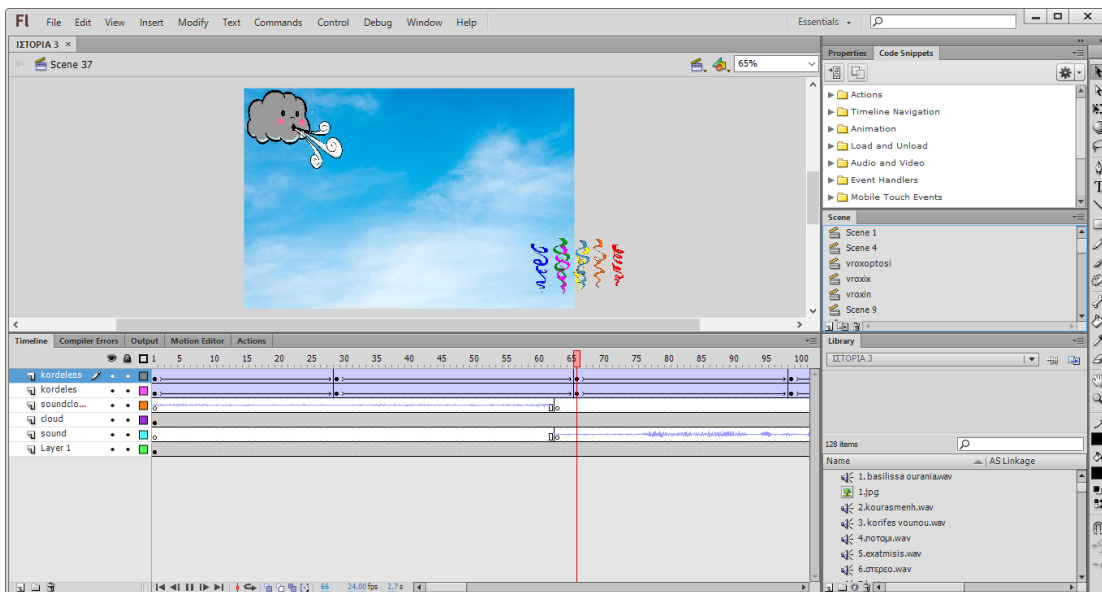 Fl File Edit View Insert Modify Text Commands Control Debug Window Help Essentials
ΙΣΤΟΡΙΑ 3 ×
Scene 37 65%
Properties Code Snippets
Actions
Timeline Navigation
Animation
Load and Unload
Audio and Video
Event Handlers
Mobile Touch Events
Scene
Scene 1
Scene 4
vroxoptosi
vroxix
vroxin
Scene 9
Timeline Compiler Errors Output Motion Editor Actions
1 5 10 15 20 25 30 35 40 45 50 55 60 65 70 75 80 85 90 95 100
kordeless
kordeles
soundclo...
cloud
sound
Layer 1
66 24.00 fps 2.7 s
Library
ΙΣΤΟΡΙΑ 3
128 items
Name AS Linkage
1. basilissa ourania.wav
1.jpg
2.kourasmenh.wav
3. korifes vounou.wav
4.ποταμι.wav
5.exatmisis.wav
6.στερεο.wav